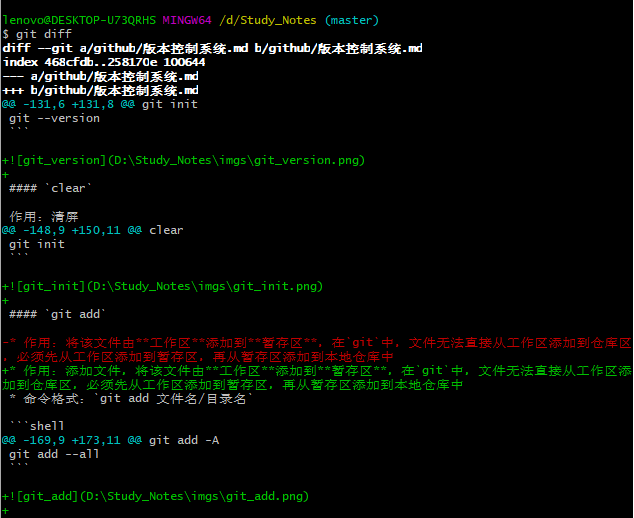 lenovo@DESKTOP-U73QRHS MINGW64 /d/Study_Notes (master)
$ git diff
diff --git a/github/版本控制系统.md b/github/版本控制系统.md
index 468cfdb..258170e 100644
--- a/github/版本控制系统.md
+++ b/github/版本控制系统.md
@@ -131,6 +131,8 @@ git init
 git --version
 ```

+![git_version](D:\Study_Notes\imgs\git_version.png)
+
 #### `clear`

 作用：清屏
@@ -148,9 +150,11 @@ clear
 git init
 ```

+![git_init](D:\Study_Notes\imgs\git_init.png)
+
 #### `git add`

-* 作用：将该文件由**工作区**添加到**暂存区**，在`git`中，文件无法直接从工作区添加到仓库区
，必须先从工作区添加到暂存区，再从暂存区添加到本地仓库中
+* 作用：添加文件，将该文件由**工作区**添加到**暂存区**，在`git`中，文件无法直接从工作区添
加到仓库区，必须先从工作区添加到暂存区，再从暂存区添加到本地仓库中
 * 命令格式：`git add 文件名/目录名`

 ```shell
@@ -169,9 +173,11 @@ git add -A
 git add --all
 ```

+![git_add](D:\Study_Notes\imgs\git_add.png)
+